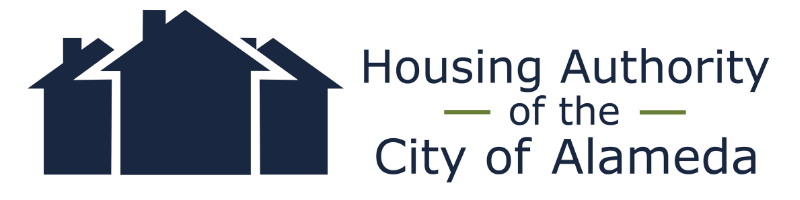 Housing Authority
of the
City of Alameda